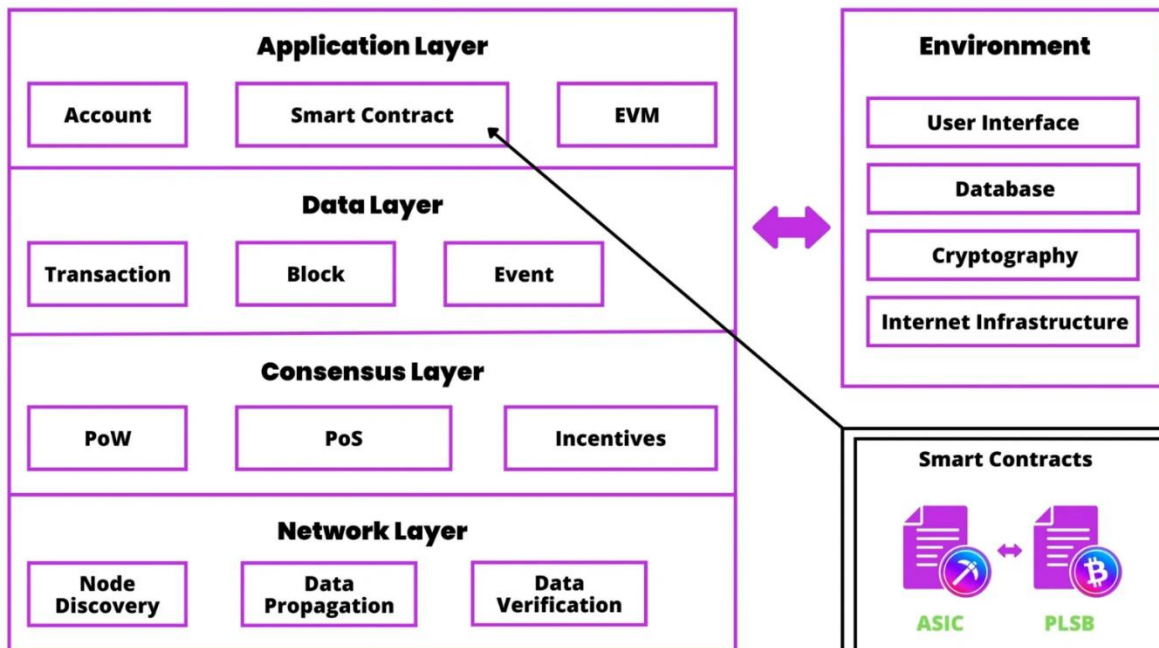 Application Layer
Account
Smart Contract
EVM
Data Layer
Transaction
Block
Event
Consensus Layer
PoW
PoS
Incentives
Network Layer
Node
Discovery
Data
Propagation
Data
Verification
Environment
User Interface
Database
Cryptography
Internet Infrastructure
Smart Contracts
ASIC
PLSB